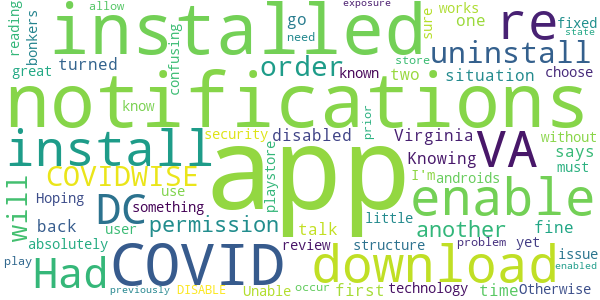 allow exposure
reading bonkers installed go need sure works re one fixed state
great turned confusing order known store two situation choose uninstall
notifications
know app
install security disabled playstore prior Virginia Knowing VA without says must
COVIDWISE use I'm androids enable
will DC something Hoping permission user little talk another fine
back review structure problem yet issue
absolutely COVID download
Had first technology time Otherwise
play previously DISABLE Unable occur enabled